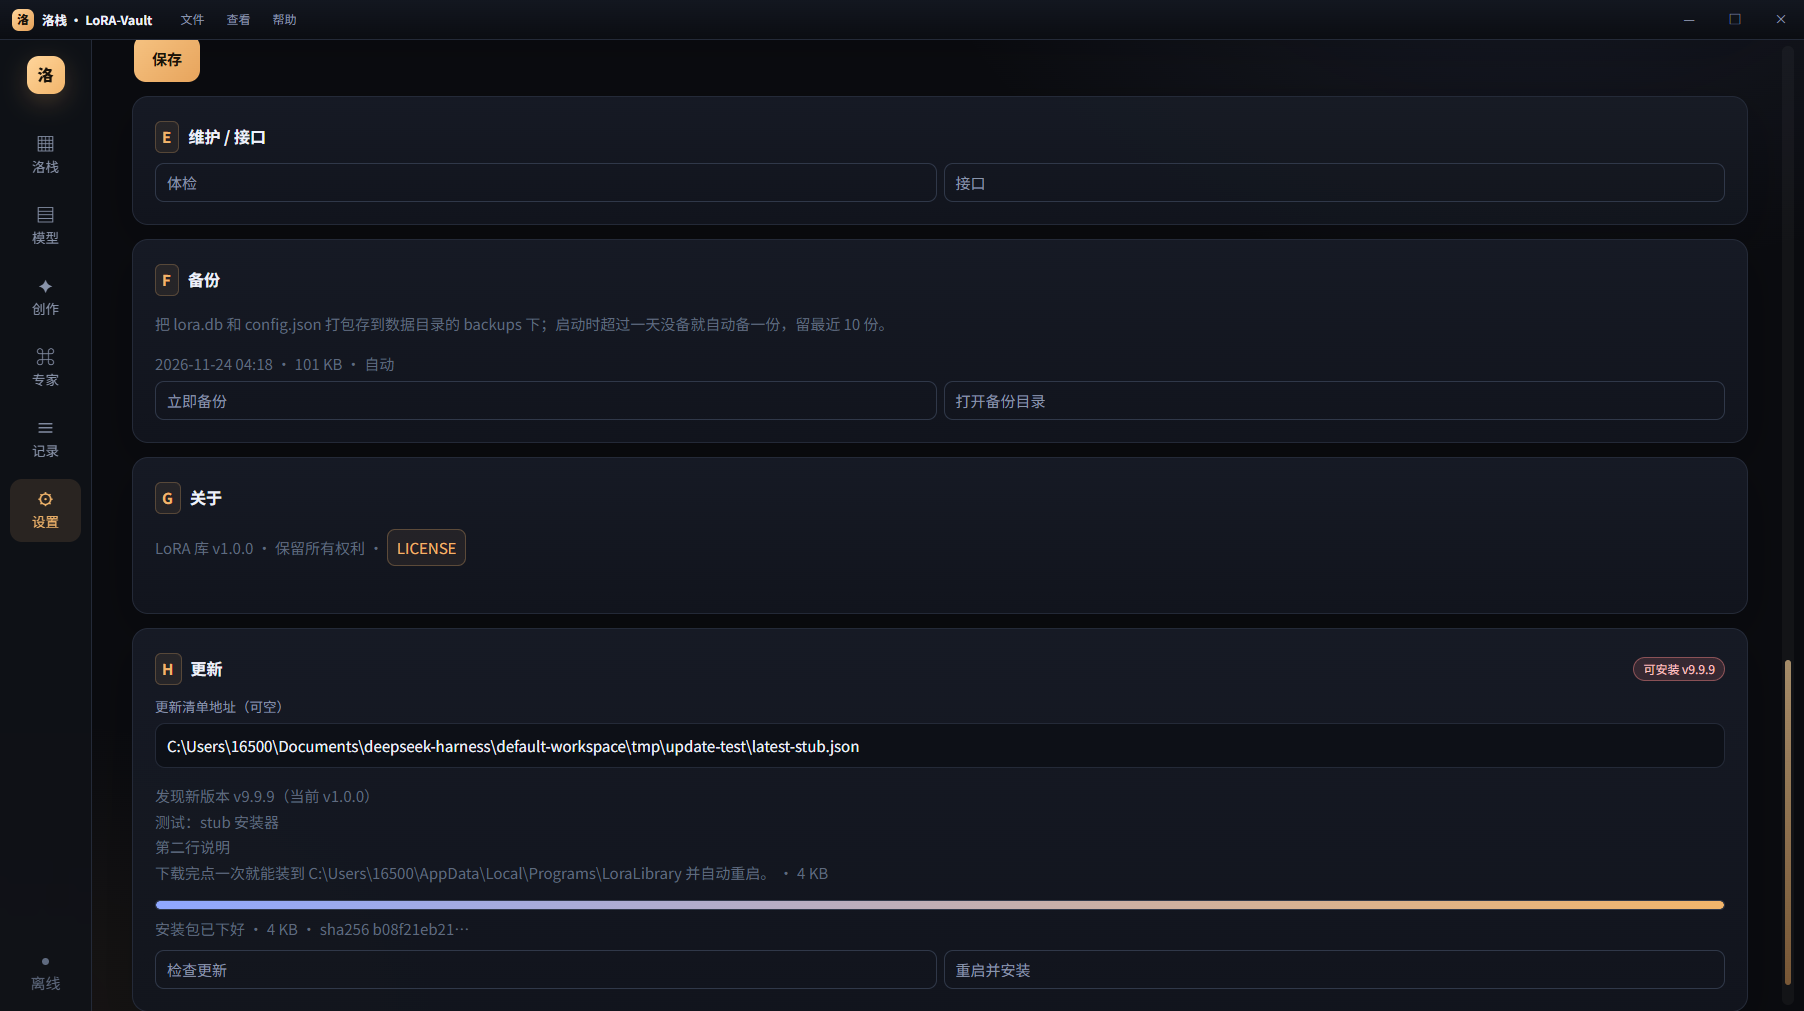 洛 洛栈 • LoRA-Vault 文件 查看 帮助
洛
洛栈
模型
创作
专家
记录
设置
离线
保存
E 维护 / 接口
体检 接口
F 备份
把 lora.db 和 config.json 打包存到数据目录的 backups 下；启动时超过一天没备就自动备一份，留最近 10 份。
2026-11-24 04:18 · 101 KB · 自动
立即备份 打开备份目录
G 关于
LoRA 库 v1.0.0 · 保留所有权利 · LICENSE
H 更新 可安装 v9.9.9
更新清单地址（可空）
C:\Users\16500\Documents\deepseek-harness\default-workspace\tmp\update-test\latest-stub.json
发现新版本 v9.9.9（当前 v1.0.0）
测试：stub 安装器
第二行说明
下载完点一次就能装到 C:\Users\16500\AppData\Local\Programs\LoraLibrary 并自动重启。 · 4 KB
安装包已下好 · 4 KB · sha256 b08f21eb21…
检查更新 重启并安装